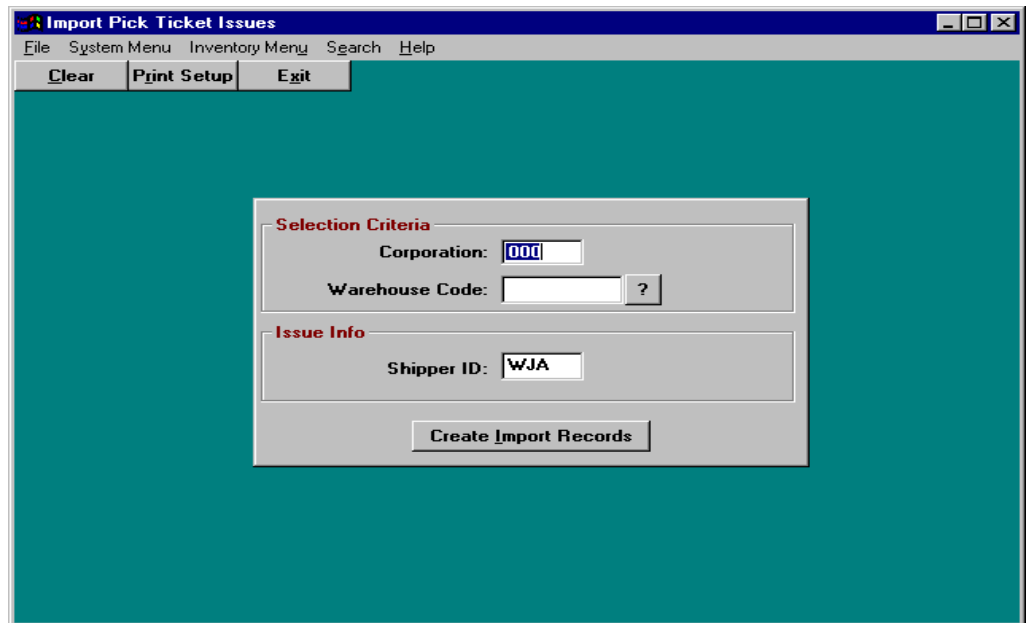 Import Pick Ticket Issues
File System Menu Inventory Menu Search Help
Clear Print Setup Exit
Selection Criteria
Corporation: 000
Warehouse Code: ?
Issue Info
Shipper ID: WJA
Create Import Records